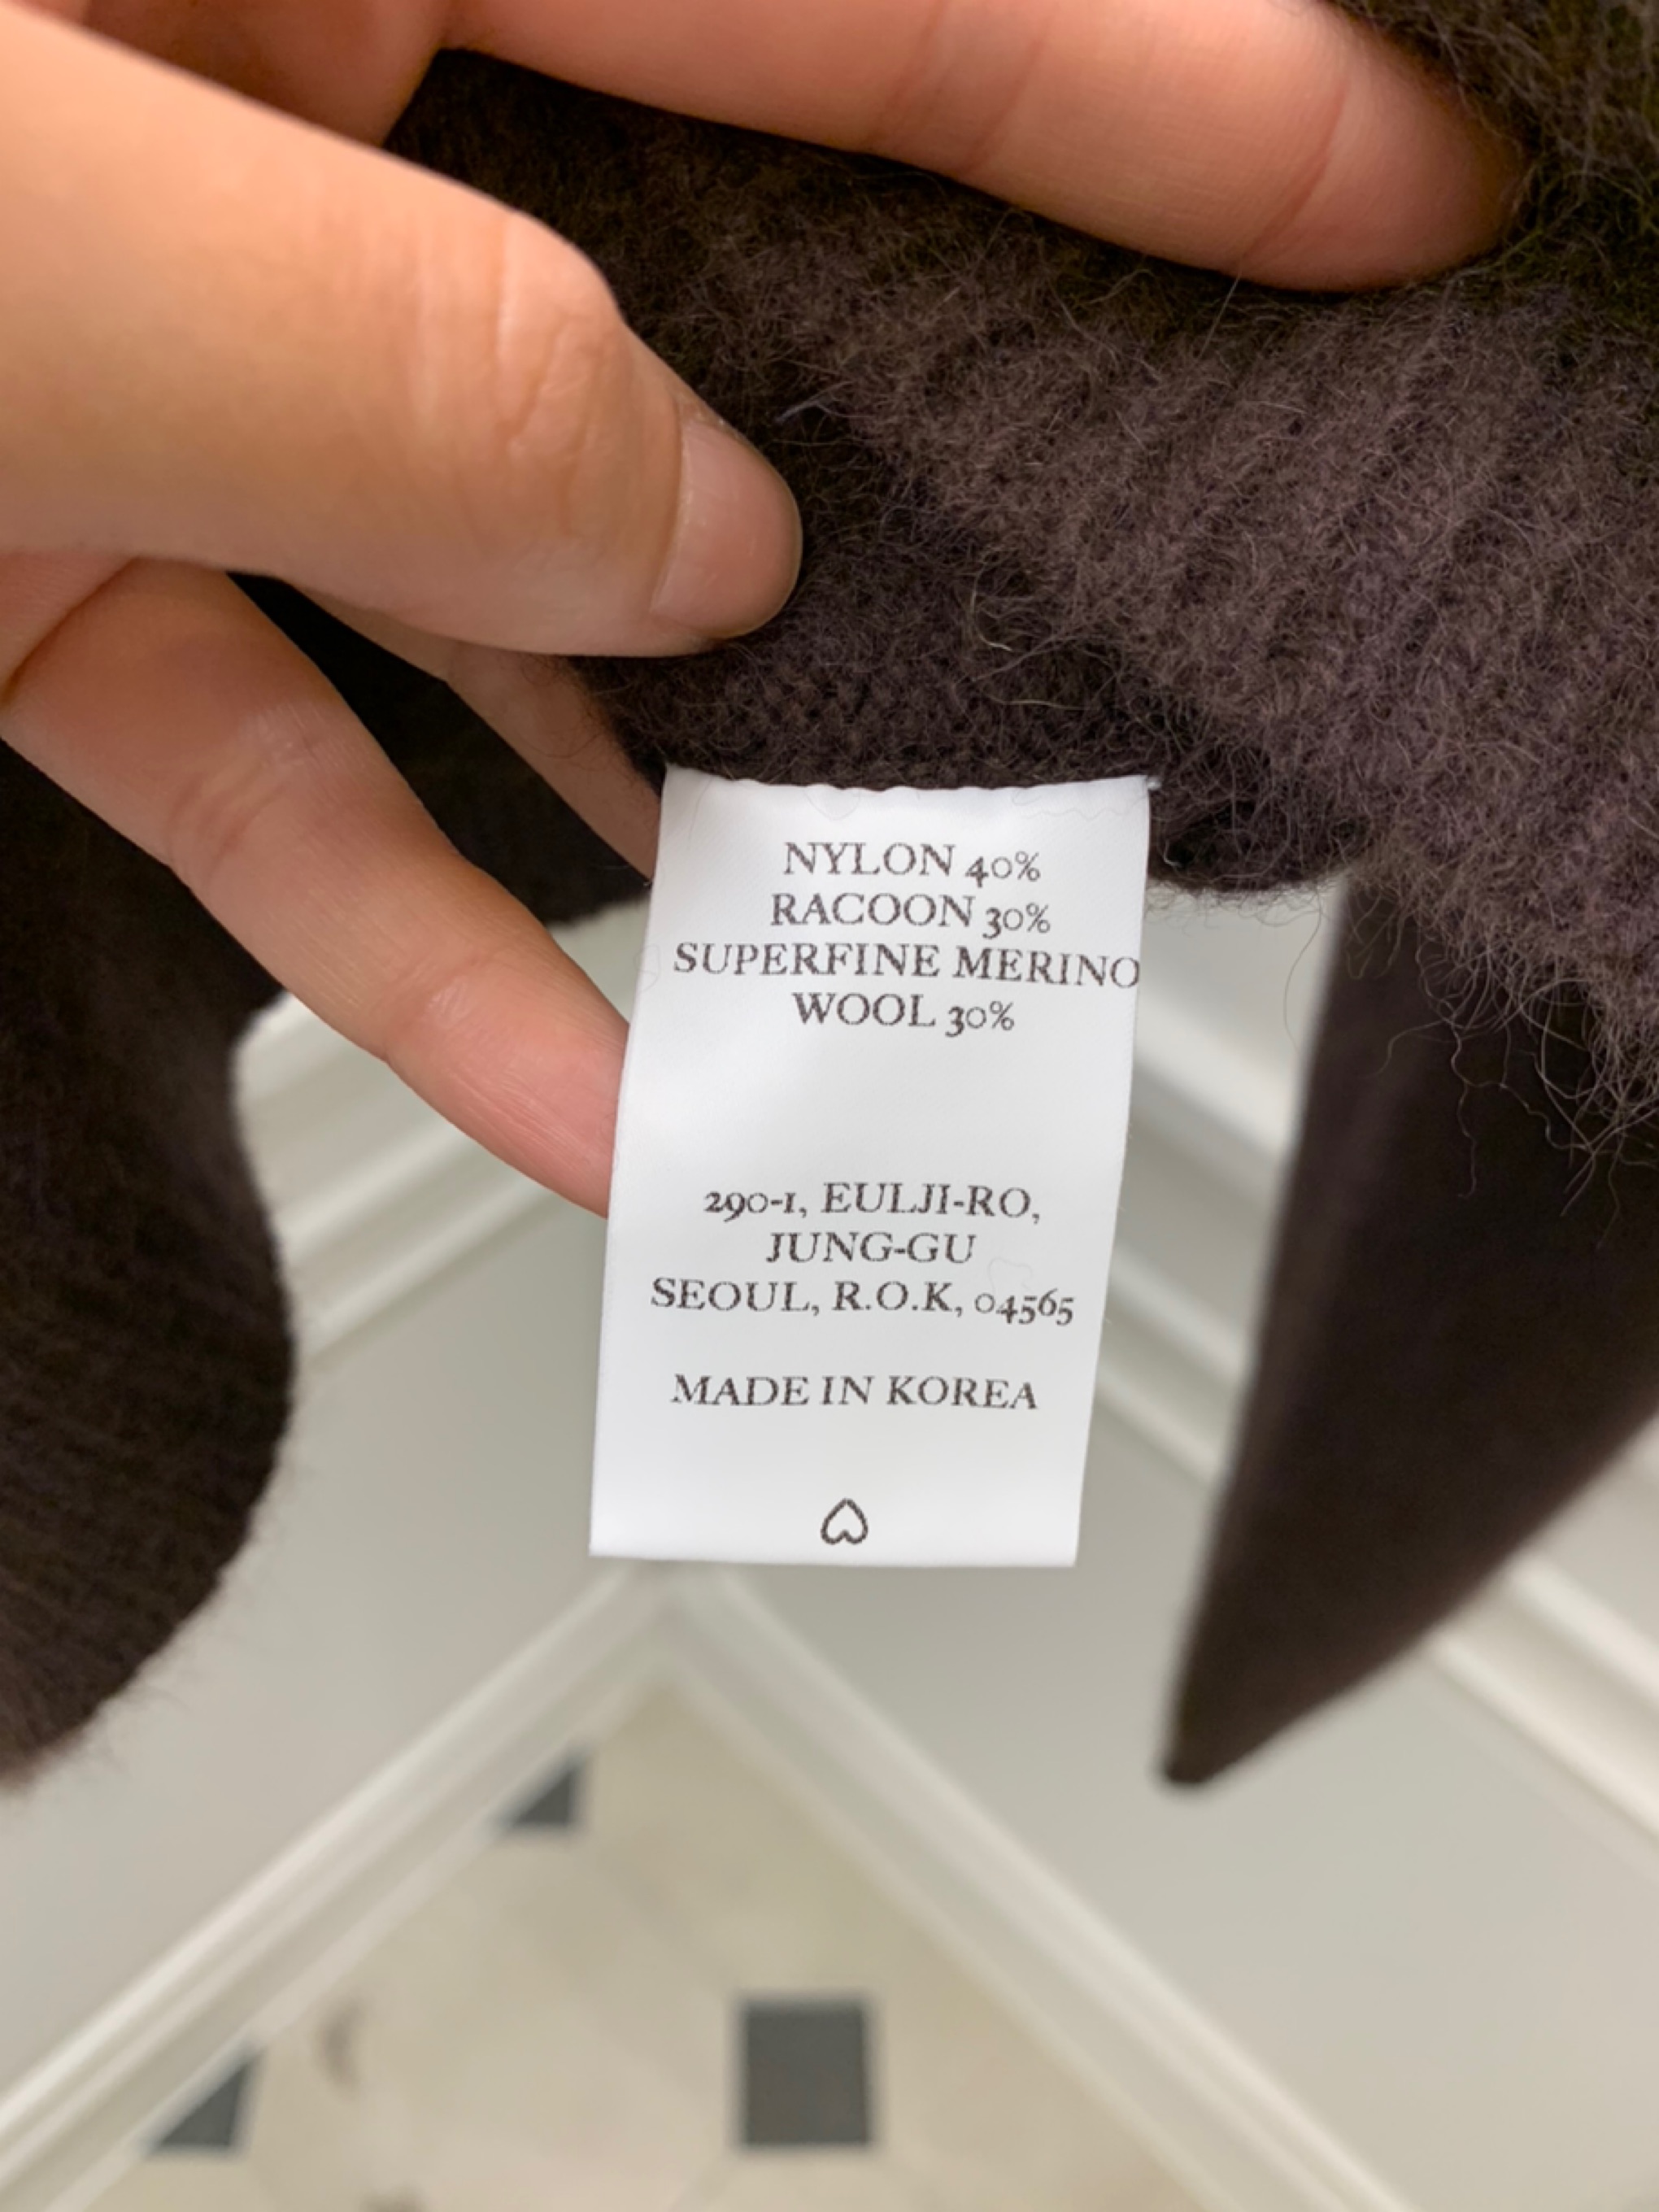 NYLON 40%
RACOON 30%
SUPERFINE MERINO
WOOL 30%
290-1, EULJI-RO,
JUNG-GU
SEOUL, R.O.K, 04565
MADE IN KOREA